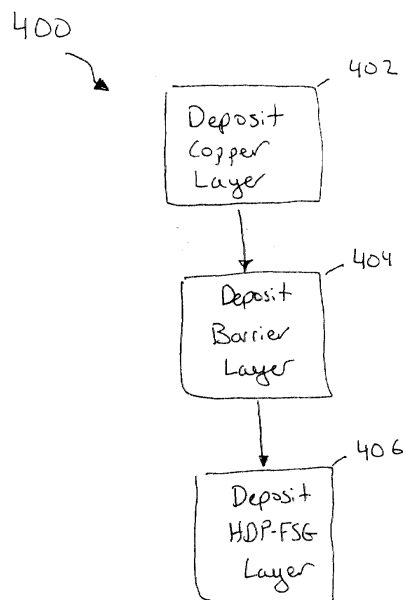 400
402
Deposit
Copper
Layer
404
Deposit
Barrier
Layer
406
Deposit
HDP-FSG
Layer